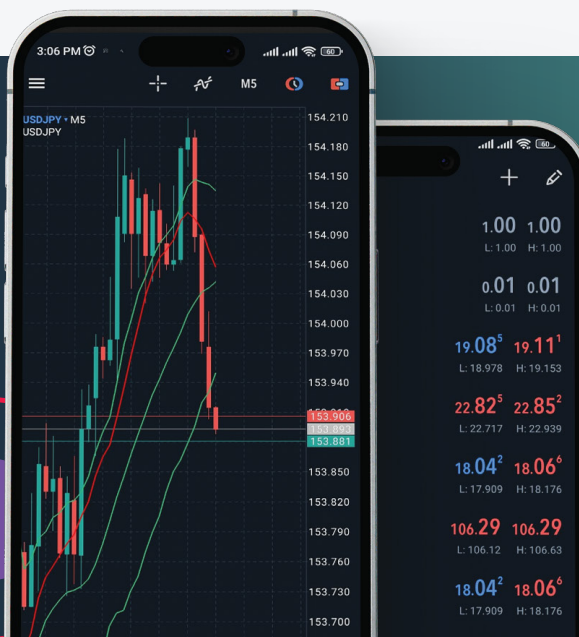 3:06 PM
60
M5
USDJPY • M5
USDJPY
154.210
154.180
154.150
154.120
154.090
154.060
154.030
154.000
153.970
153.940
153.906
153.893
153.881
153.850
153.820
153.790
153.760
153.730
153.700
60
1.00 1.00
L: 1.00 H: 1.00
0.01 0.01
L: 0.01 H: 0.01
19.08⁵ 19.11¹
L: 18.978 H: 19.153
22.82⁵ 22.85²
L: 22.717 H: 22.939
18.04² 18.06⁶
L: 17.909 H: 18.176
106.29 106.29
L: 106.12 H: 106.63
18.04² 18.06⁶
L: 17.909 H: 18.176